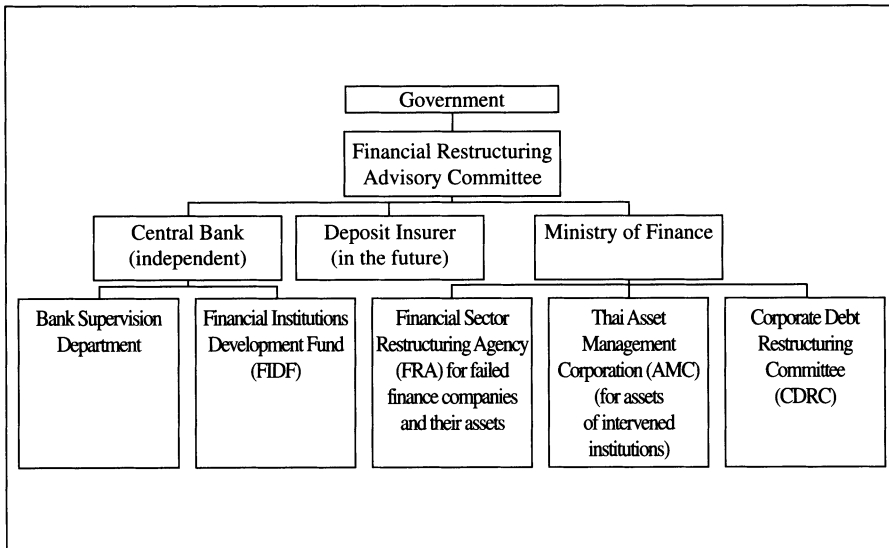 Government
Financial Restructuring
Advisory Committee
Central Bank
(independent)
Deposit Insurer
(in the future)
Ministry of Finance
Bank Supervision
Department
Financial Institutions
Development Fund
(FIDF)
Financial Sector
Restructuring Agency
(FRA) for failed
finance companies
and their assets
Thai Asset
Management
Corporation (AMC)
(for assets
of intervened
institutions)
Corporate Debt
Restructuring
Committee
(CDRC)